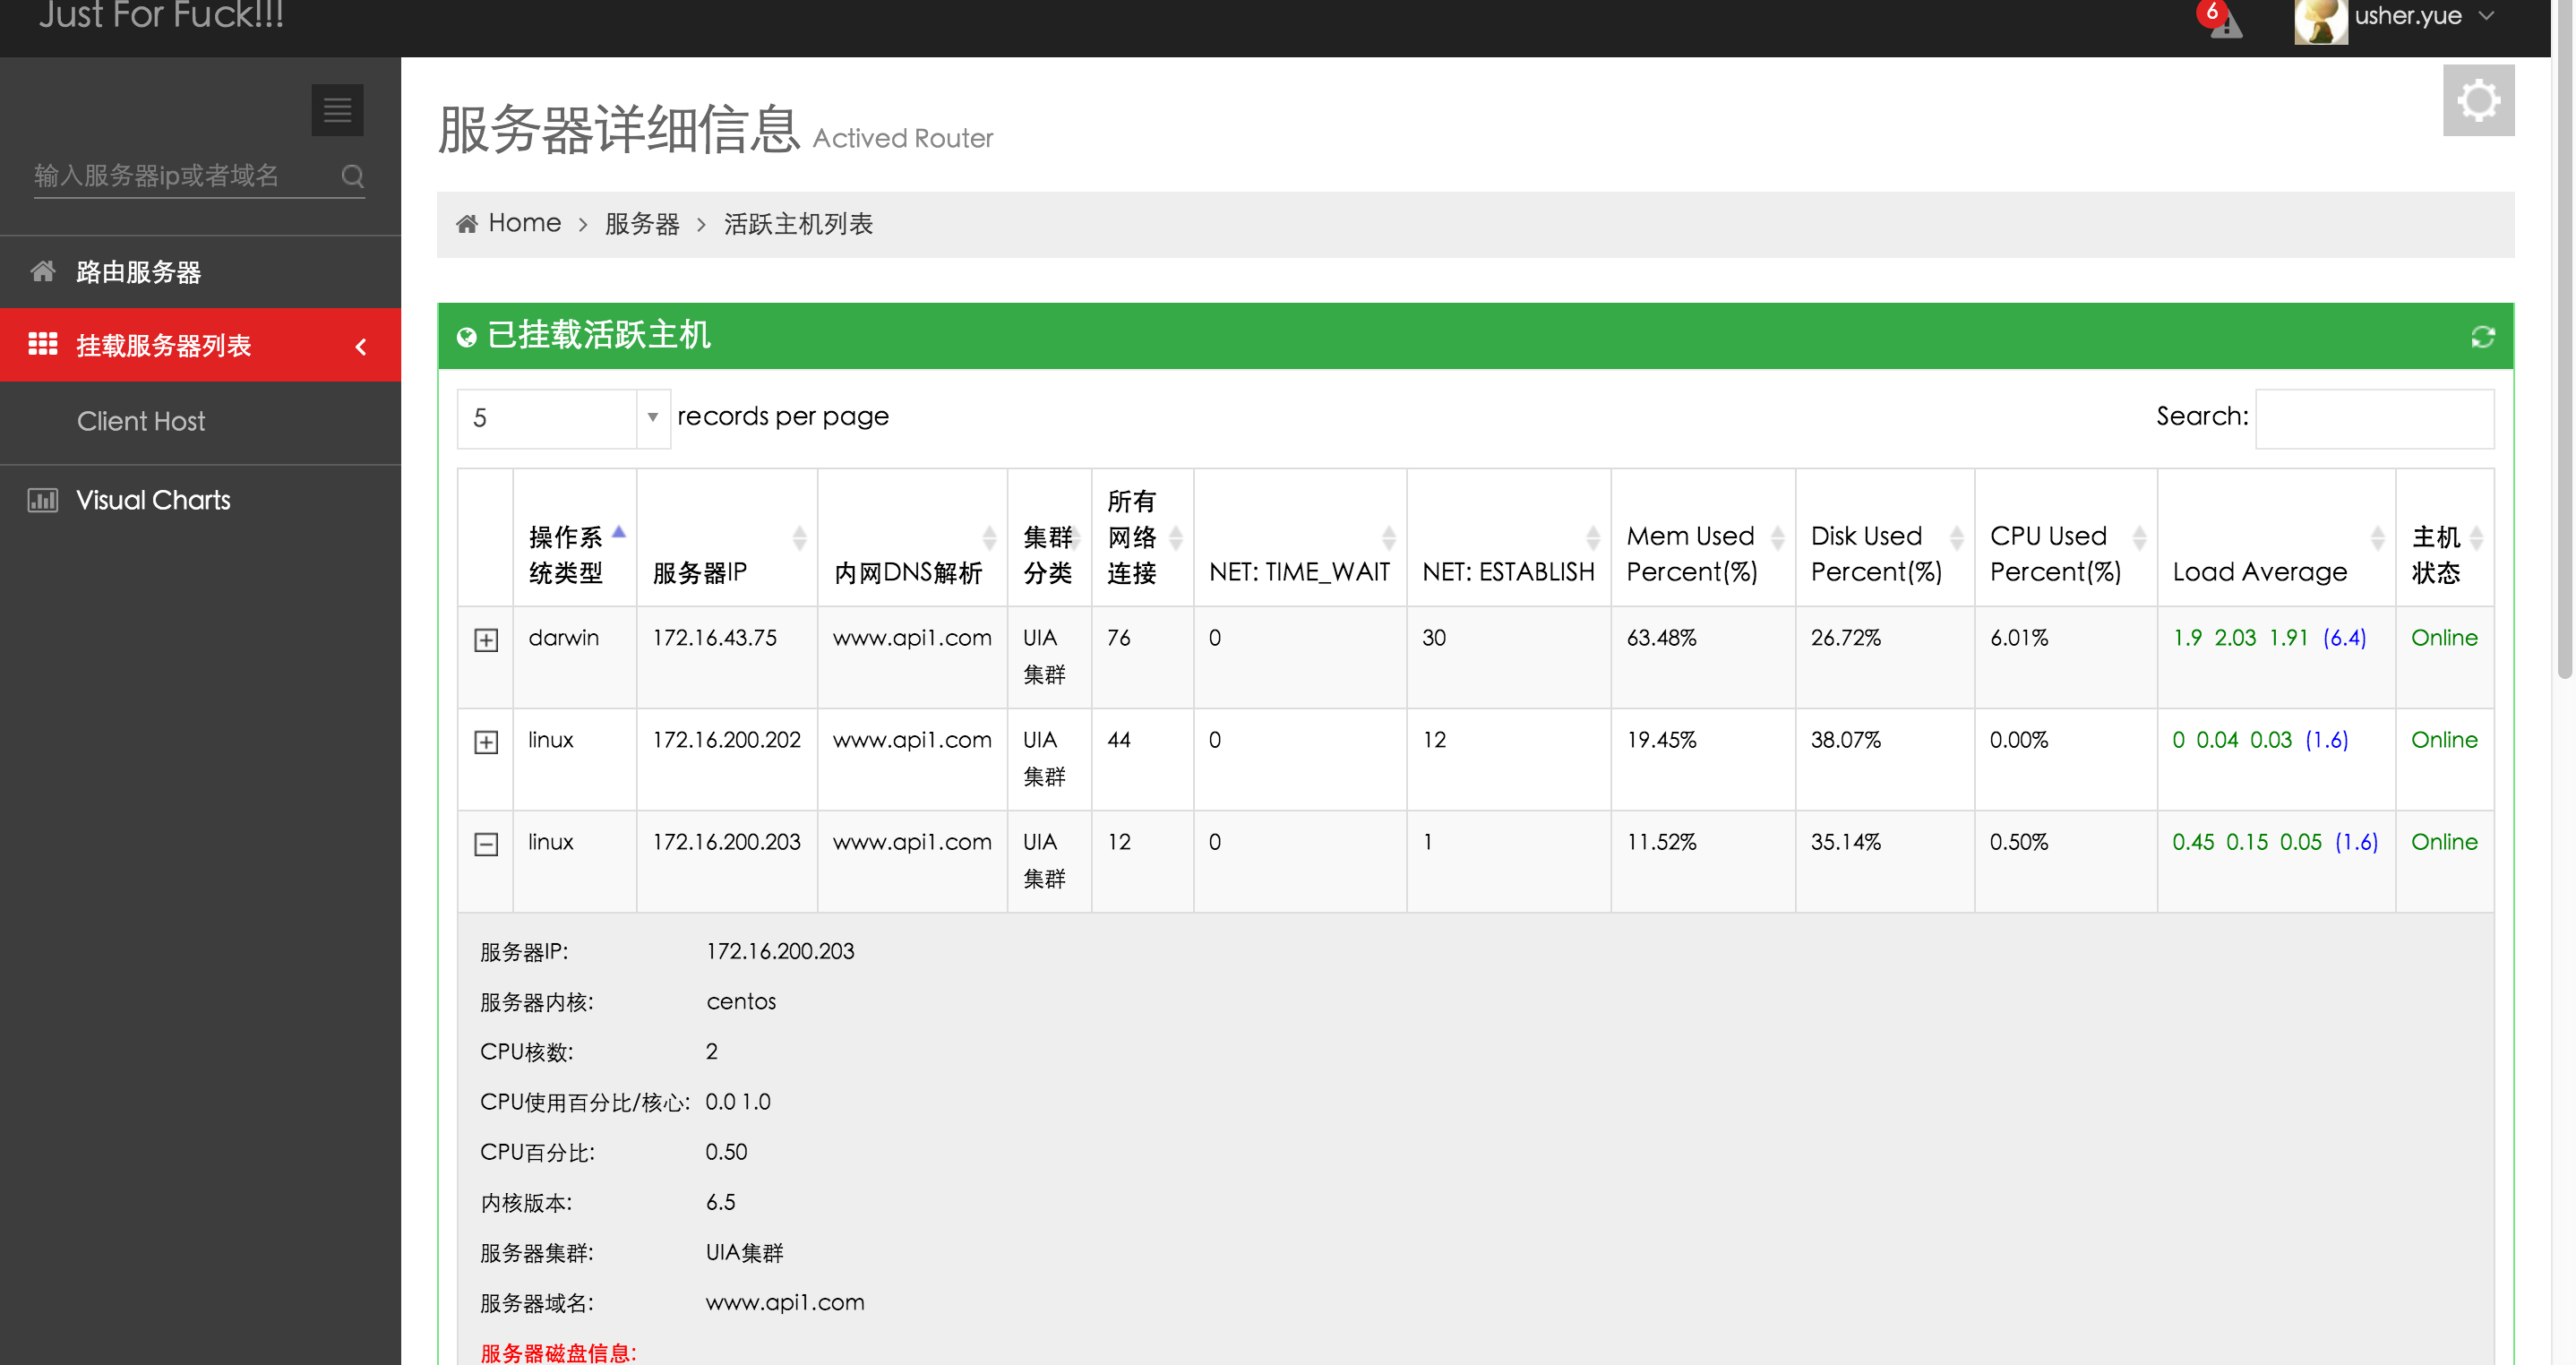 Just For Fuck!!!
6
usher.yue
输入服务器ip或者域名
路由服务器
挂载服务器列表
Client Host
Visual Charts
服务器详细信息 Actived Router
Home > 服务器 > 活跃主机列表
已挂载活跃主机
5 records per page
Search:
操作系统类型 服务器IP 内网DNS解析 集群分类 所有网络连接 NET: TIME_WAIT NET: ESTABLISH Mem Used Percent(%) Disk Used Percent(%) CPU Used Percent(%) Load Average 主机状态
darwin 172.16.43.75 www.api1.com UIA集群 76 0 30 63.48% 26.72% 6.01% 1.9 2.03 1.91 (6.4) Online
linux 172.16.200.202 www.api1.com UIA集群 44 0 12 19.45% 38.07% 0.00% 0 0.04 0.03 (1.6) Online
linux 172.16.200.203 www.api1.com UIA集群 12 0 1 11.52% 35.14% 0.50% 0.45 0.15 0.05 (1.6) Online
服务器IP: 172.16.200.203
服务器内核: centos
CPU核数: 2
CPU使用百分比/核心: 0.0 1.0
CPU百分比: 0.50
内核版本: 6.5
服务器集群: UIA集群
服务器域名: www.api1.com
服务器磁盘信息: